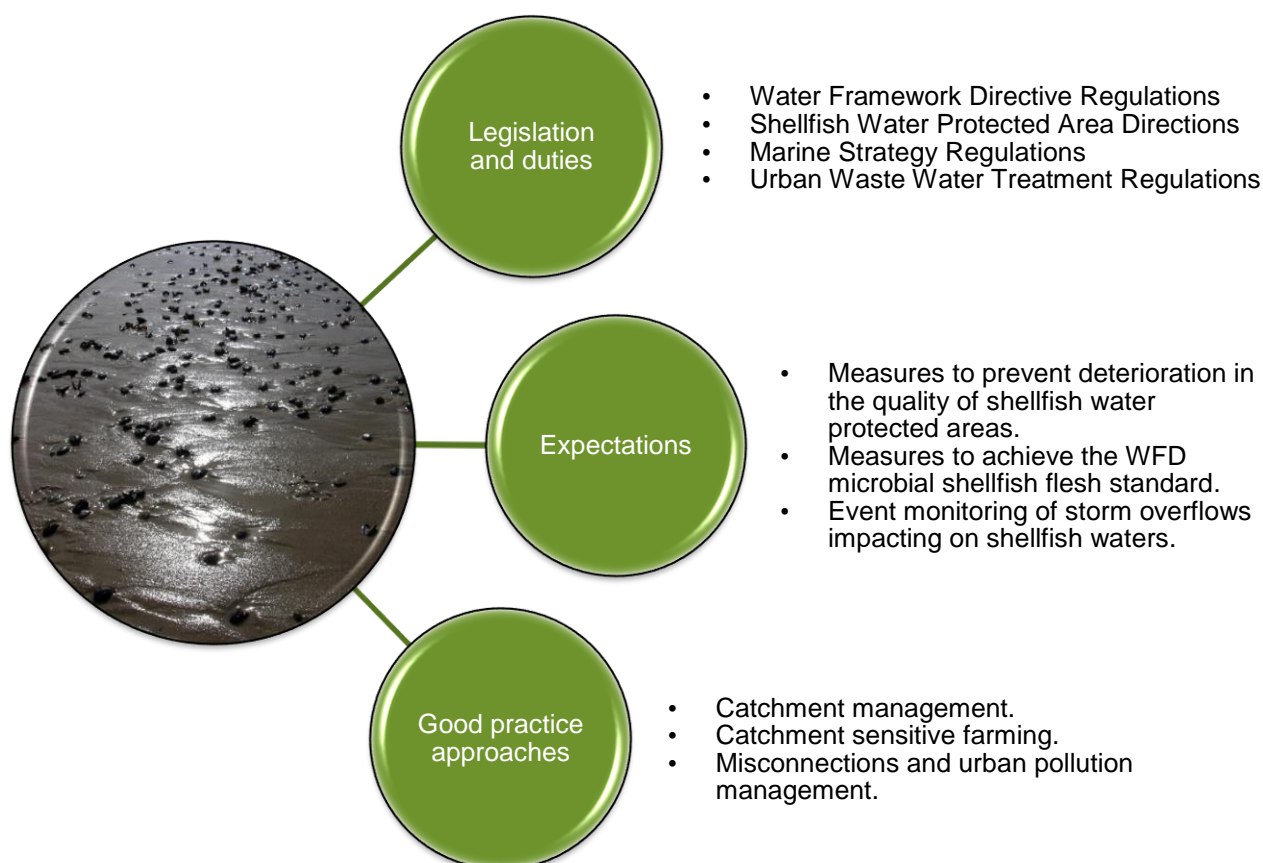 Legislation
and duties
• Water Framework Directive Regulations
• Shellfish Water Protected Area Directions
• Marine Strategy Regulations
• Urban Waste Water Treatment Regulations
Expectations
• Measures to prevent deterioration in
the quality of shellfish water
protected areas.
• Measures to achieve the WFD
microbial shellfish flesh standard.
• Event monitoring of storm overflows
impacting on shellfish waters.
Good practice
approaches
• Catchment management.
• Catchment sensitive farming.
• Misconnections and urban pollution
management.